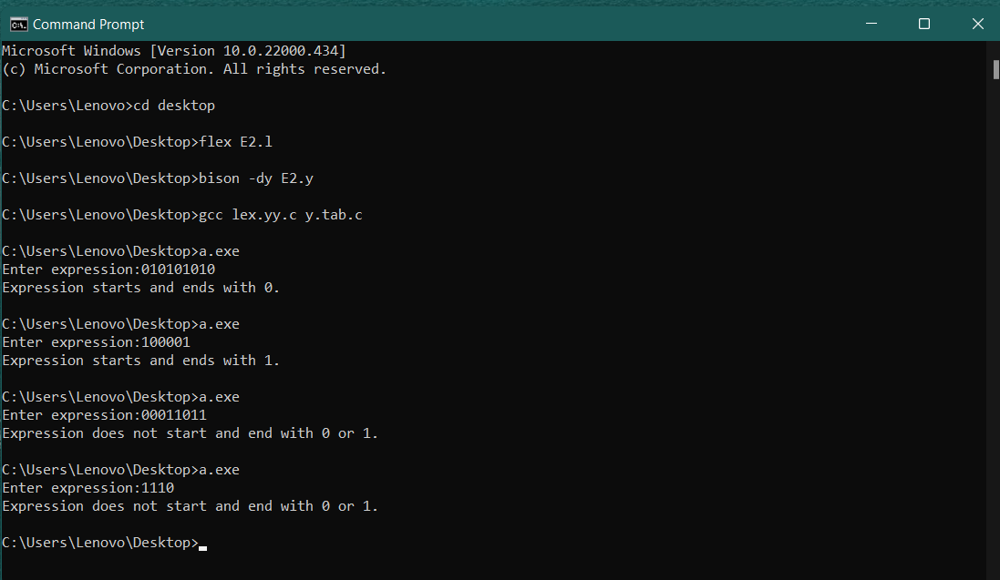 Command Prompt
Microsoft Windows [Version 10.0.22000.434]
(c) Microsoft Corporation. All rights reserved.
C:\Users\Lenovo>cd desktop
C:\Users\Lenovo\Desktop>flex E2.l
C:\Users\Lenovo\Desktop>bison -dy E2.y
C:\Users\Lenovo\Desktop>gcc lex.yy.c y.tab.c
C:\Users\Lenovo\Desktop>a.exe
Enter expression:010101010
Expression starts and ends with 0.
C:\Users\Lenovo\Desktop>a.exe
Enter expression:100001
Expression starts and ends with 1.
C:\Users\Lenovo\Desktop>a.exe
Enter expression:00011011
Expression does not start and end with 0 or 1.
C:\Users\Lenovo\Desktop>a.exe
Enter expression:1110
Expression does not start and end with 0 or 1.
C:\Users\Lenovo\Desktop>